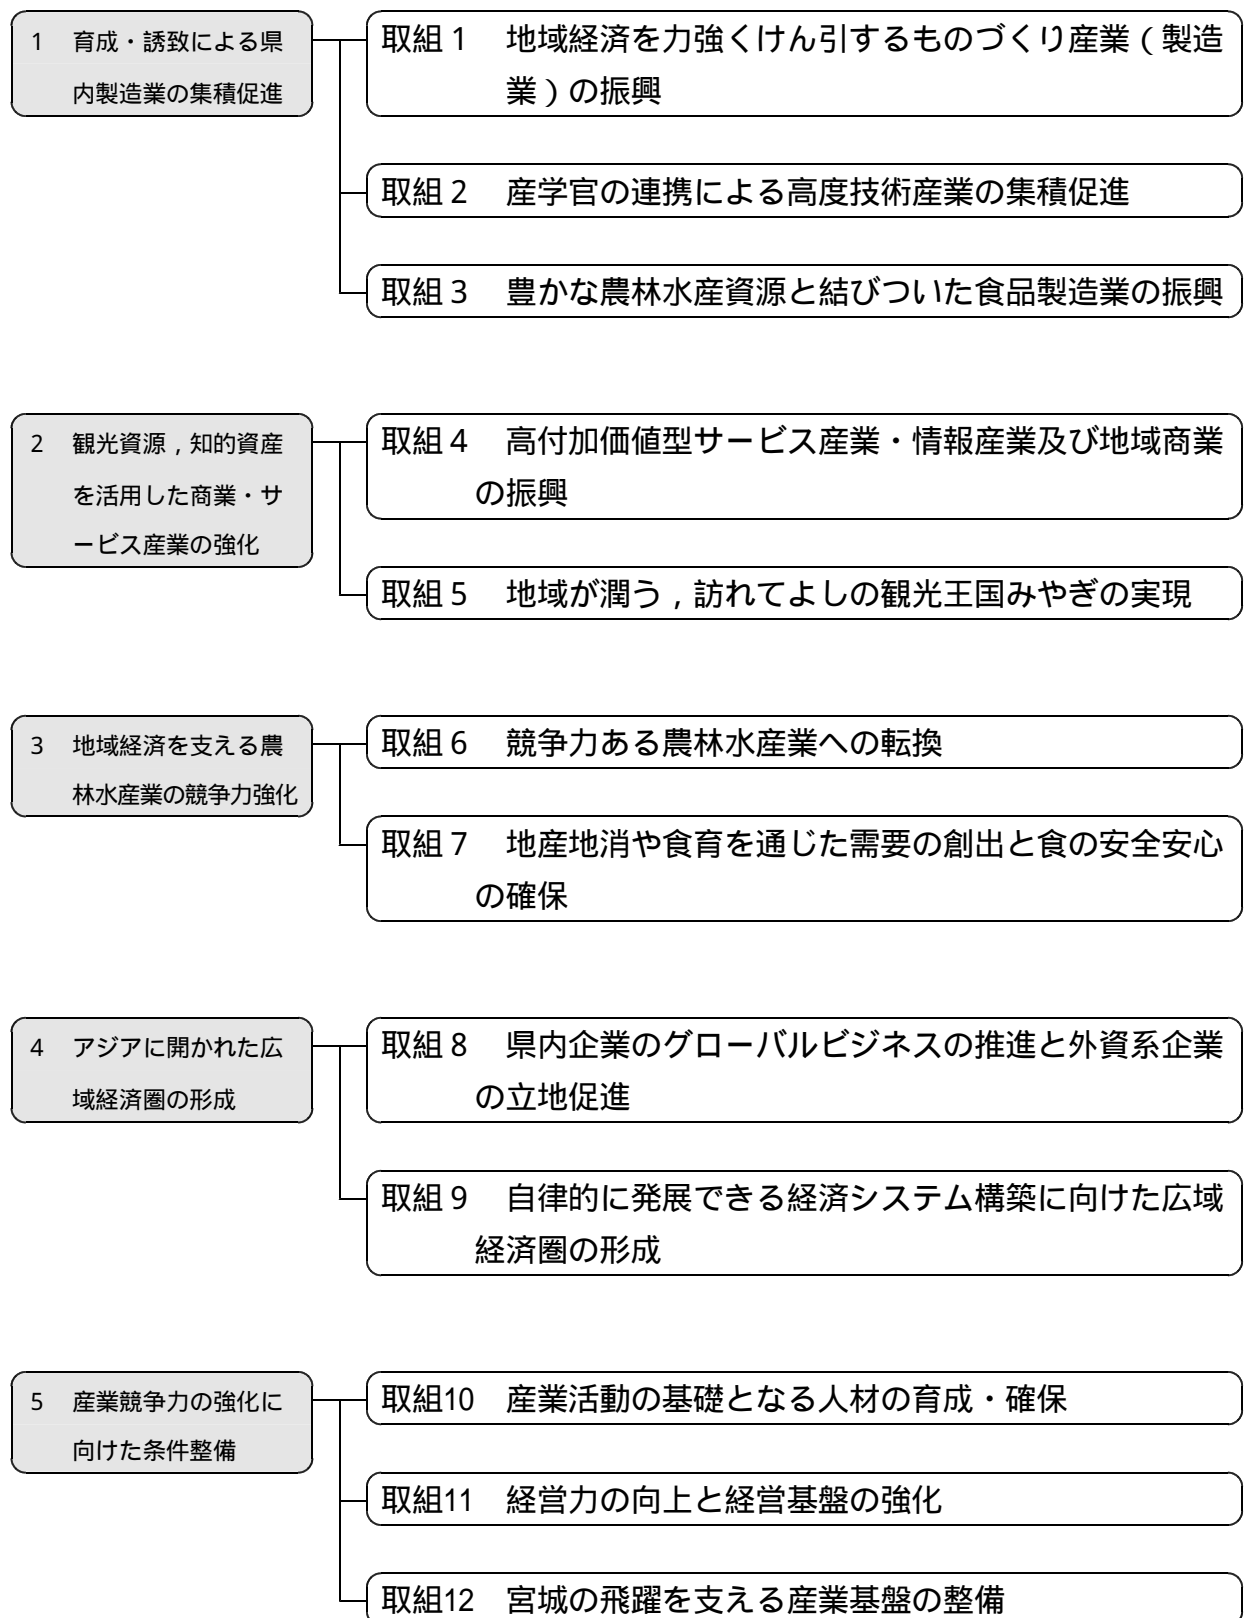 1 育成・誘致による県
内製造業の集積促進
取組１ 地域経済を力強くけん引するものづくり産業（製造
業）の振興
取組２ 産学官の連携による高度技術産業の集積促進
取組３ 豊かな農林水産資源と結びついた食品製造業の振興
2 観光資源，知的資産
を活用した商業・サ
ービス産業の強化
取組４ 高付加価値型サービス産業・情報産業及び地域商業
の振興
取組５ 地域が潤う，訪れてよしの観光王国みやぎの実現
3 地域経済を支える農
林水産業の競争力強化
取組６ 競争力ある農林水産業への転換
取組７ 地産地消や食育を通じた需要の創出と食の安全安心
の確保
4 アジアに開かれた広
域経済圏の形成
取組８ 県内企業のグローバルビジネスの推進と外資系企業
の立地促進
取組９ 自律的に発展できる経済システム構築に向けた広域
経済圏の形成
5 産業競争力の強化に
向けた条件整備
取組10 産業活動の基礎となる人材の育成・確保
取組11 経営力の向上と経営基盤の強化
取組12 宮城の飛躍を支える産業基盤の整備